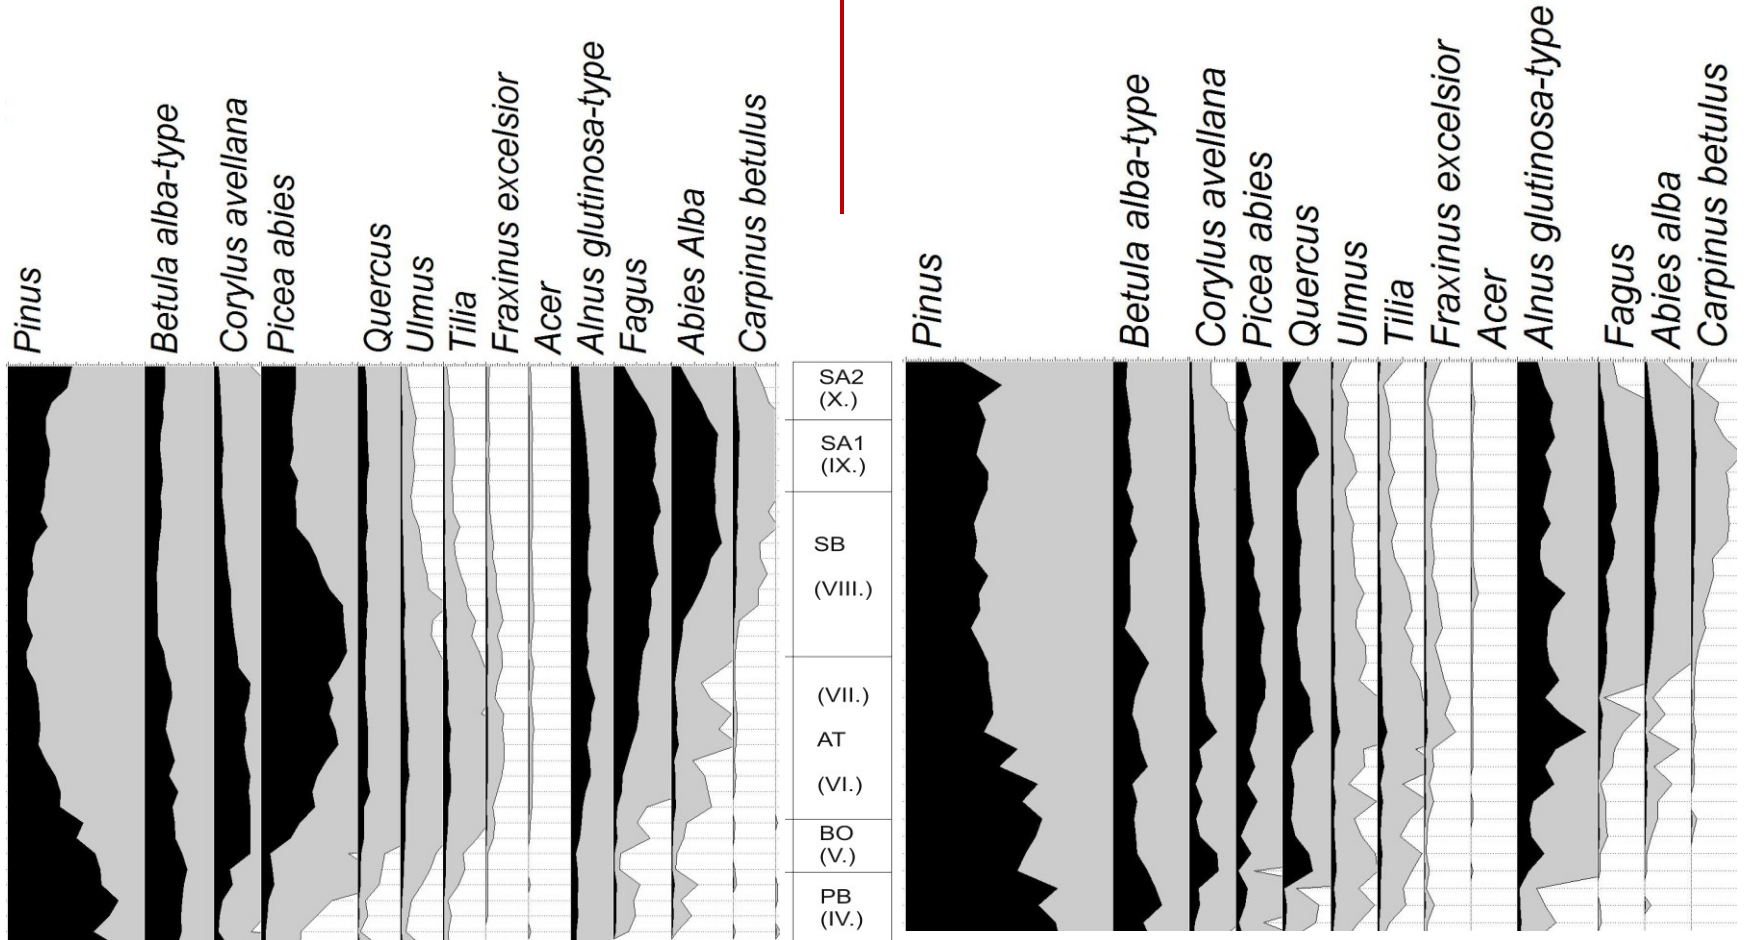 Pinus
Betula alba-type
Corylus avellana
Picea abies
Quercus
Ulmus
Tilia
Fraxinus excelsior
Acer
Alnus glutinosa-type
Fagus
Abies Alba
Carpinus betulus
SA2
(X.)
SA1
(IX.)
SB
(VIII.)
(VII.)
AT
(VI.)
BO
(V.)
PB
(IV.)
Pinus
Betula alba-type
Corylus avellana
Picea abies
Quercus
Ulmus
Tilia
Fraxinus excelsior
Acer
Alnus glutinosa-type
Fagus
Abies alba
Carpinus betulus